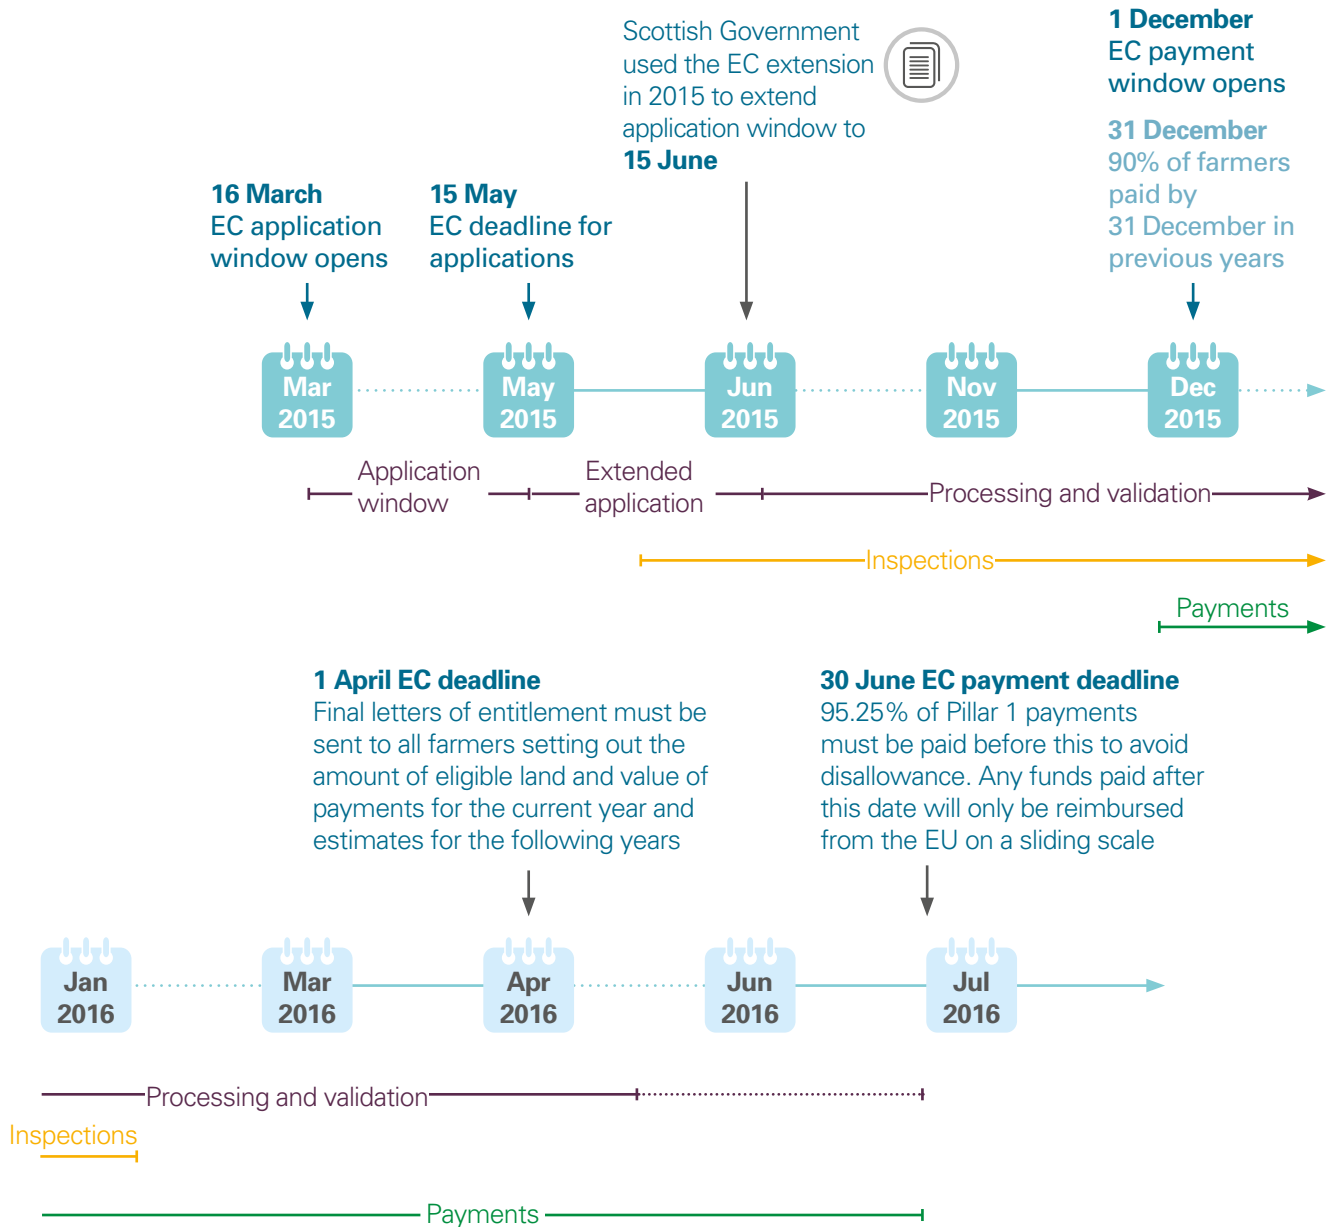 Scottish Government
used the EC extension
in 2015 to extend
application window to
15 June
1 December
EC payment
window opens
31 December
90% of farmers
paid by
31 December in
previous years
16 March
EC application
window opens
15 May
EC deadline for
applications
Mar
2015
May
2015
Jun
2015
Nov
2015
Dec
2015
Application
window
Extended
application
Processing and validation
Inspections
Payments
1 April EC deadline
Final letters of entitlement must be
sent to all farmers setting out the
amount of eligible land and value of
payments for the current year and
estimates for the following years
30 June EC payment deadline
95.25% of Pillar 1 payments
must be paid before this to avoid
disallowance. Any funds paid after
this date will only be reimbursed
from the EU on a sliding scale
Jan
2016
Mar
2016
Apr
2016
Jun
2016
Jul
2016
Processing and validation
Inspections
Payments